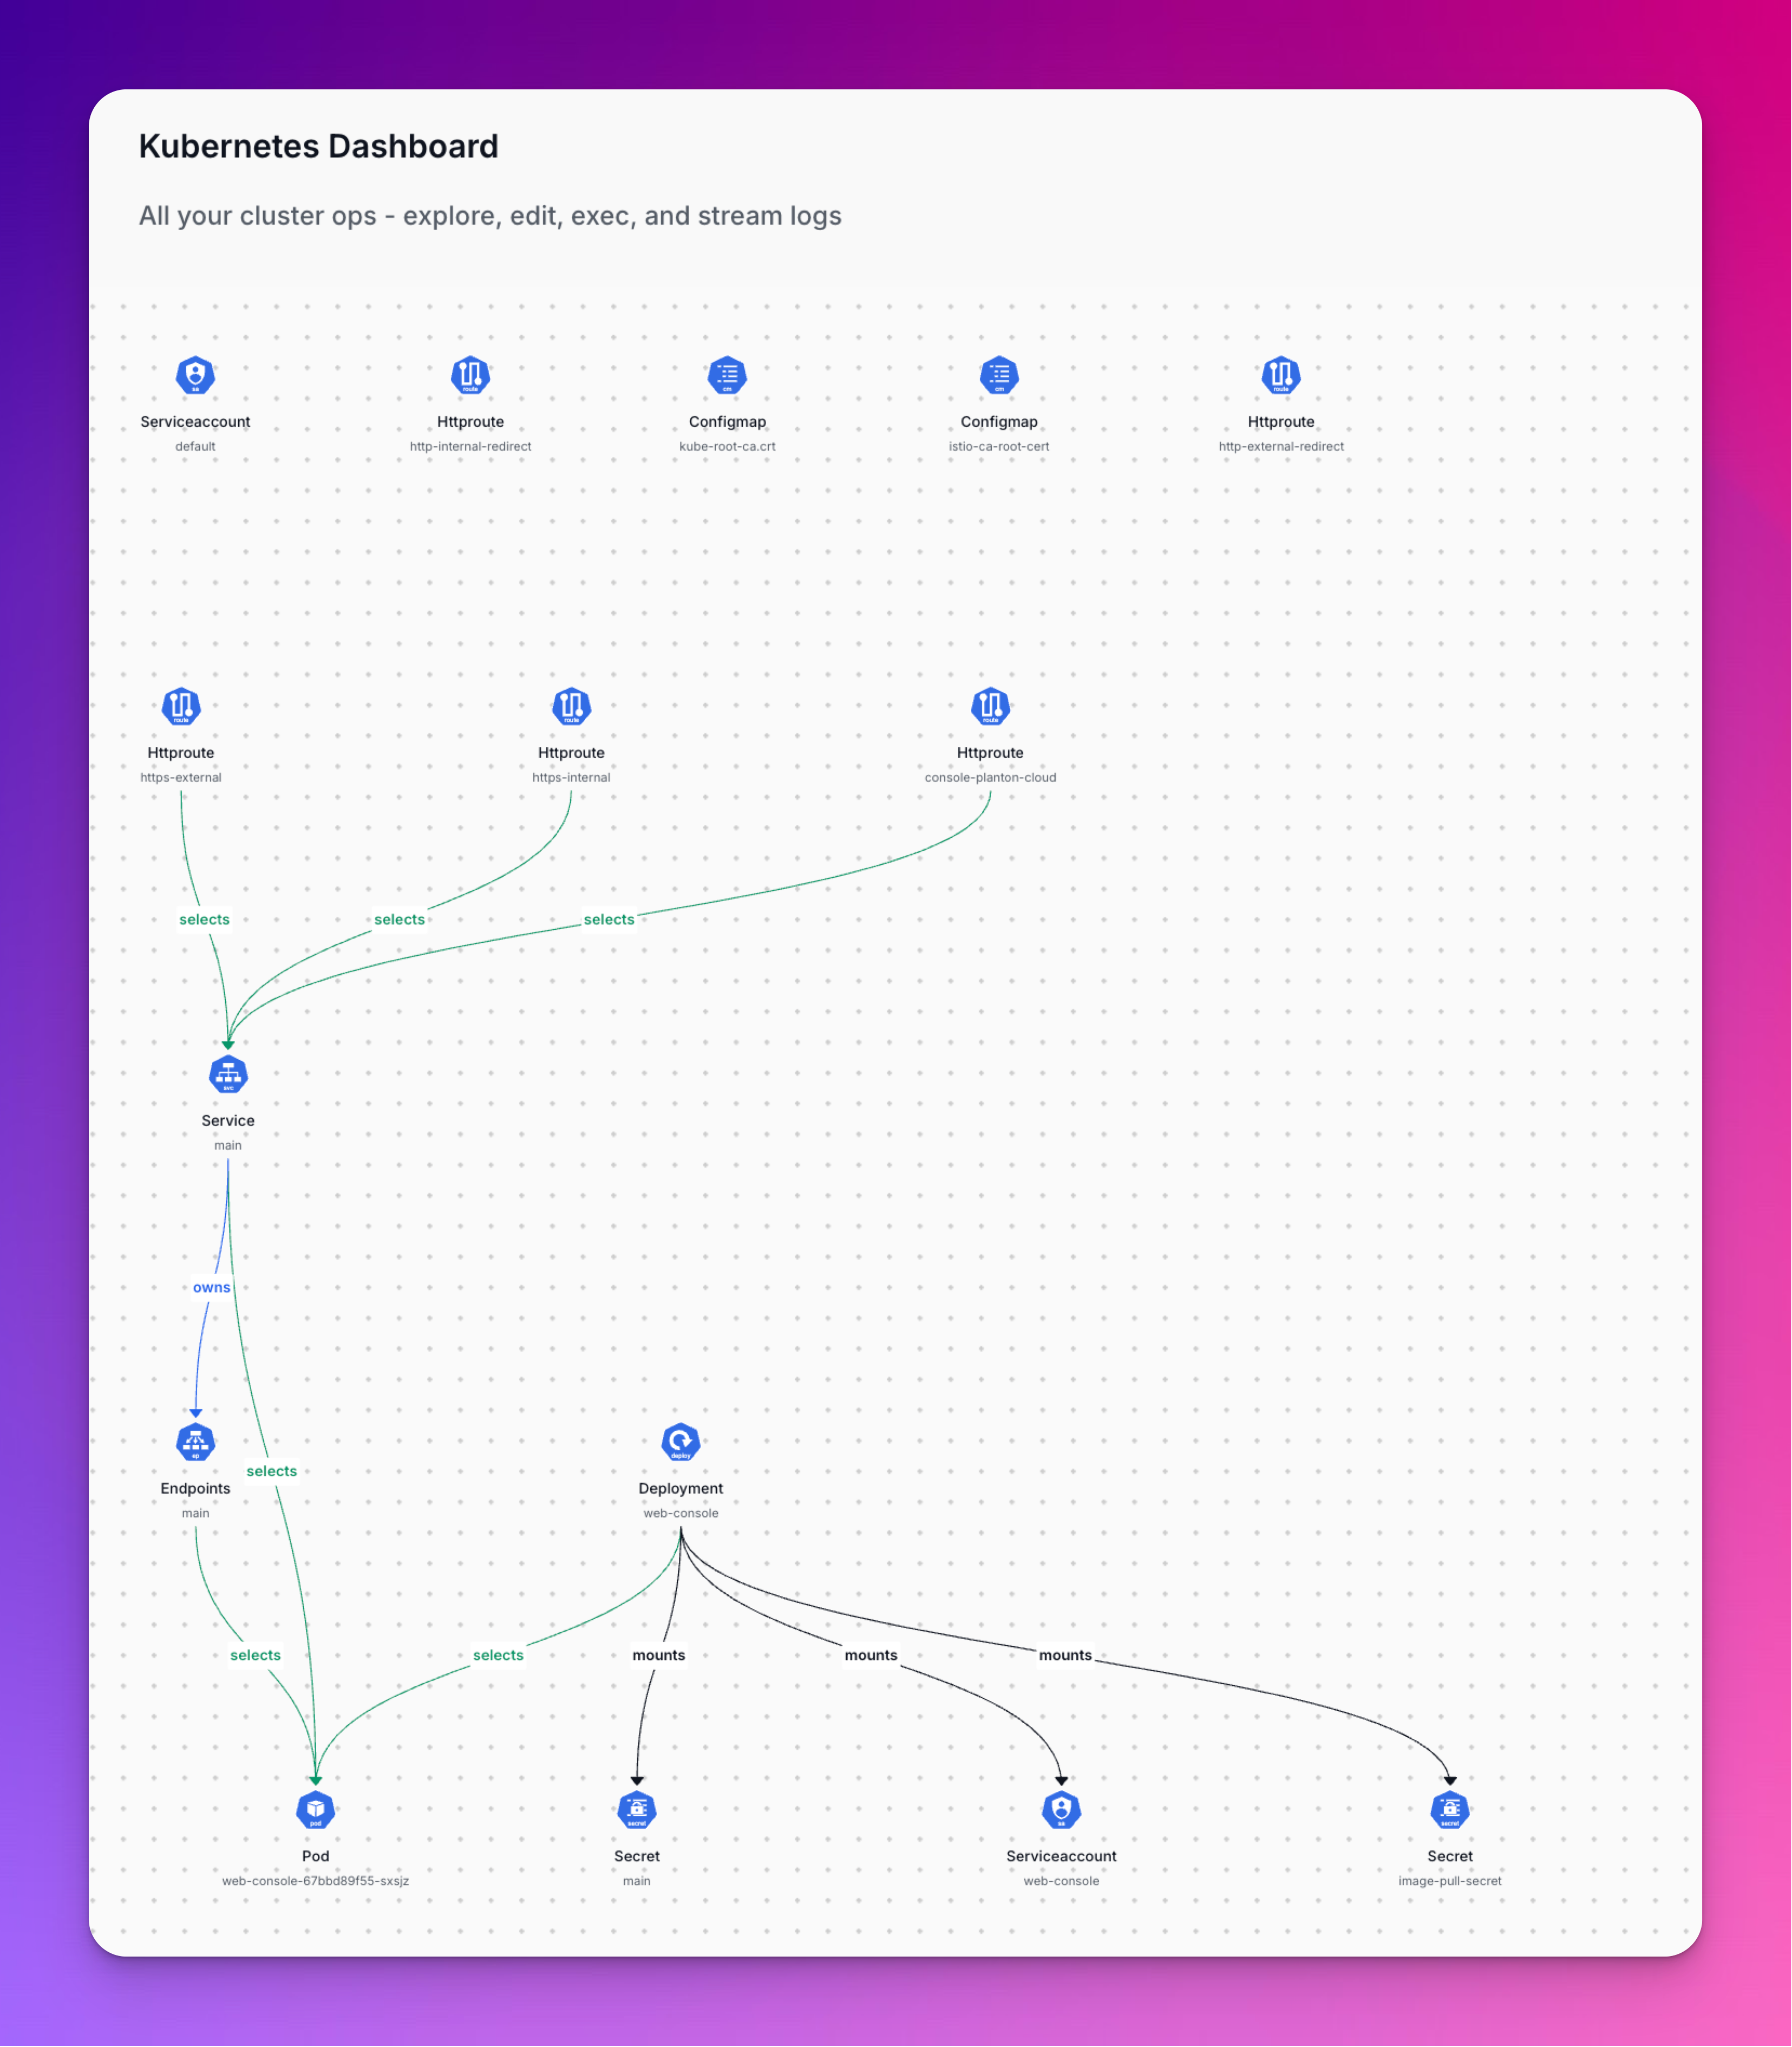 Kubernetes Dashboard
All your cluster ops - explore, edit, exec, and stream logs
sa
route
cm
cm
route
Serviceaccount
Httproute
Configmap
Configmap
Httproute
default
http-internal-redirect
kube-root-ca.crt
istio-ca-root-cert
http-external-redirect
route
route
route
Httproute
Httproute
Httproute
https-external
https-internal
console-planton-cloud
selects
selects
selects
svc
Service
main
owns
ep
deploy
selects
Endpoints
Deployment
main
web-console
selects
selects
mounts
mounts
mounts
pod
secret
sa
secret
Pod
Secret
Serviceaccount
Secret
web-console-67bbd89f55-sxsjz
main
web-console
image-pull-secret